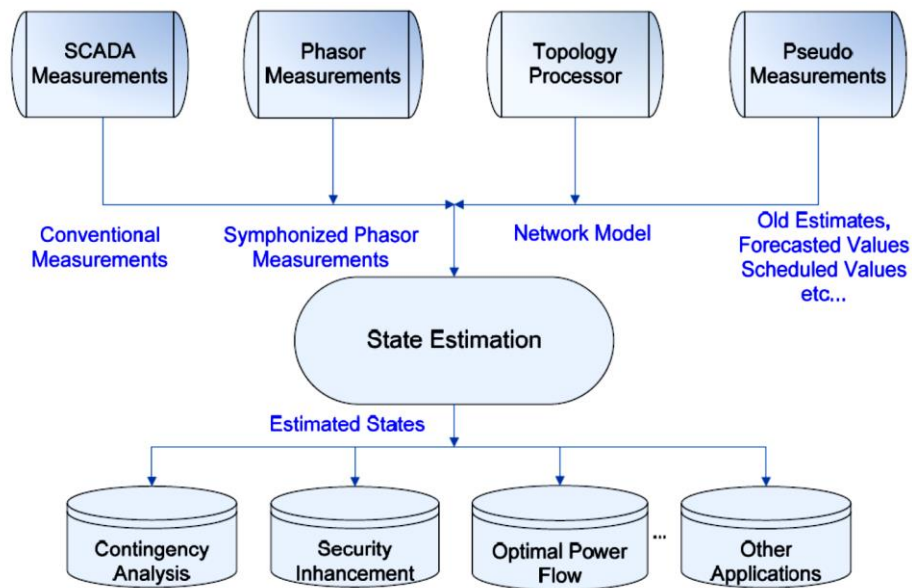 SCADA
Measurements
Phasor
Measurements
Topology
Processor
Pseudo
Measurements
Conventional
Measurements
Symphonized Phasor
Measurements
Network Model
Old Estimates,
Forecasted Values
Scheduled Values
etc...
State Estimation
Estimated States
Contingency
Analysis
Security
Inhancement
Optimal Power
Flow
...
Other
Applications